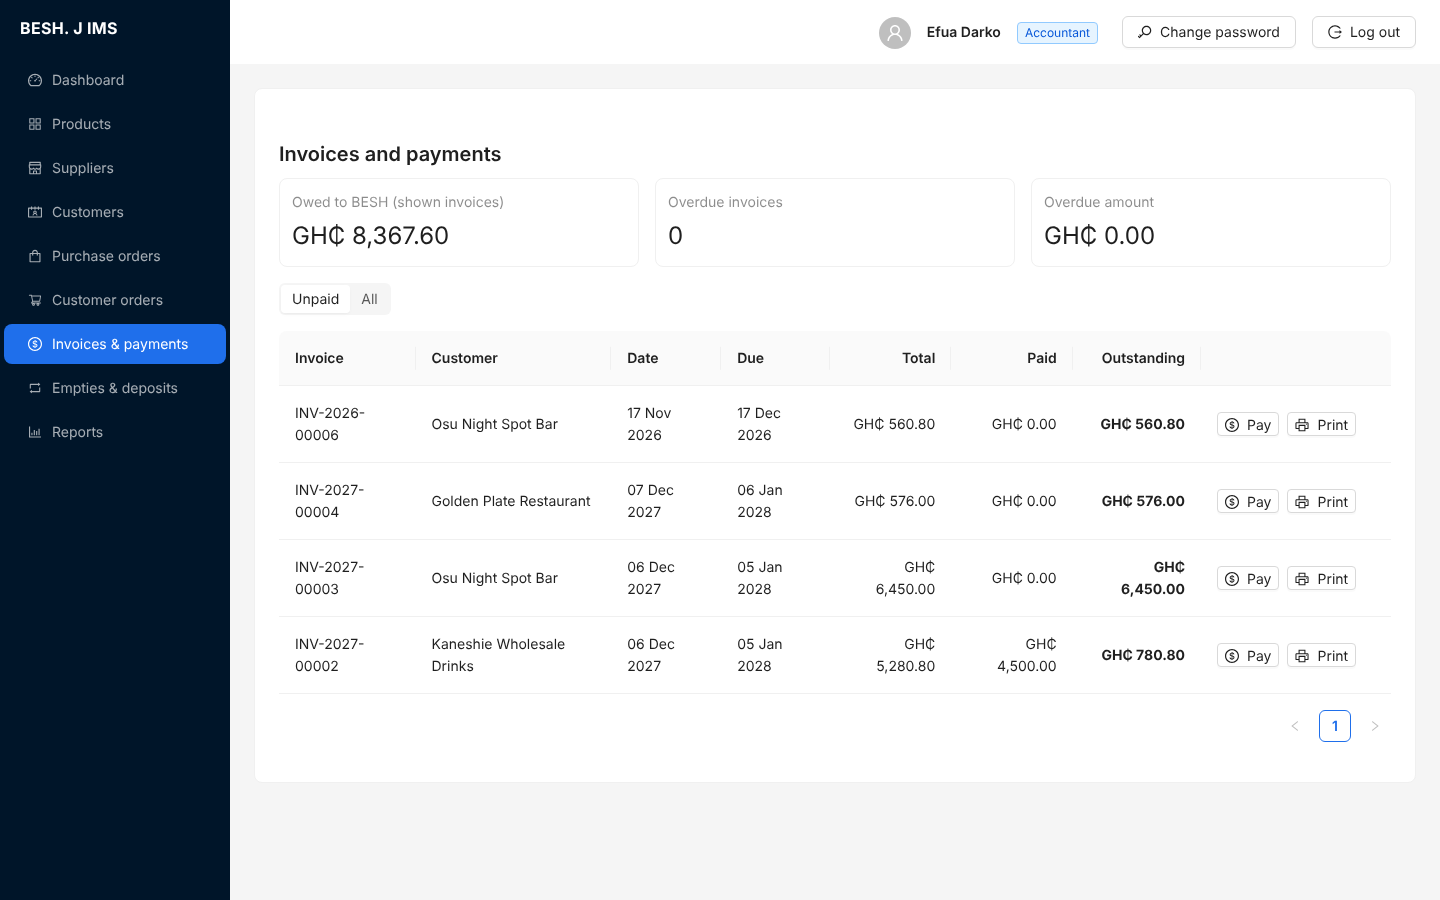 BESH. J IMS
Efua Darko
Accountant
Change password
Log out
Dashboard
Products
Suppliers
Customers
Purchase orders
Customer orders
Invoices & payments
Empties & deposits
Reports
Invoices and payments
Owed to BESH (shown invoices)
GH₵ 8,367.60
Overdue invoices
0
Overdue amount
GH₵ 0.00
Unpaid All
Invoice Customer Date Due Total Paid Outstanding
INV-2026-00006 Osu Night Spot Bar 17 Nov 2026 17 Dec 2026 GH₵ 560.80 GH₵ 0.00 GH₵ 560.80 Pay Print
INV-2027-00004 Golden Plate Restaurant 07 Dec 2027 06 Jan 2028 GH₵ 576.00 GH₵ 0.00 GH₵ 576.00 Pay Print
INV-2027-00003 Osu Night Spot Bar 06 Dec 2027 05 Jan 2028 GH₵ 6,450.00 GH₵ 0.00 GH₵ 6,450.00 Pay Print
INV-2027-00002 Kaneshie Wholesale Drinks 06 Dec 2027 05 Jan 2028 GH₵ 5,280.80 GH₵ 4,500.00 GH₵ 780.80 Pay Print
1